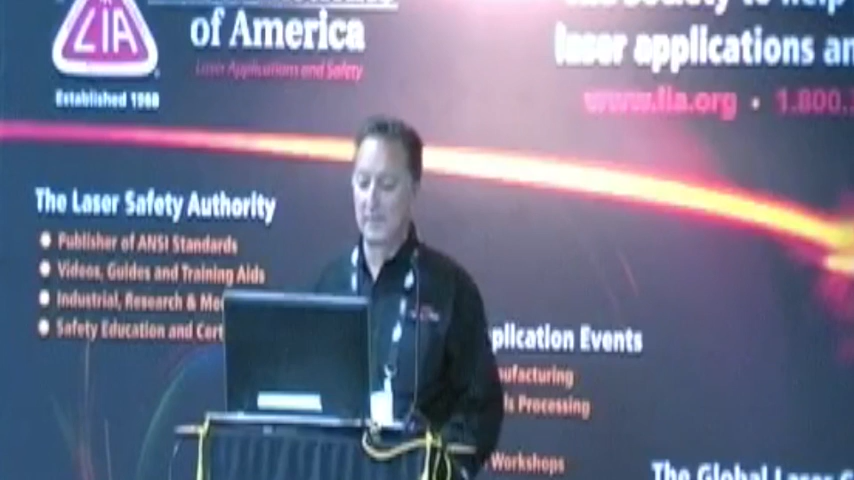 LiA
of America
Laser Applications and Safety
Established 1968
laser applications an
www.lia.org • 1.800.
The Laser Safety Authority
Publisher of ANSI Standards
Videos, Guides and Training Aids
Industrial, Research & Me
Safety Education and Cert
plication Events
ufacturing
ls Processing
Workshops
The Global Laser